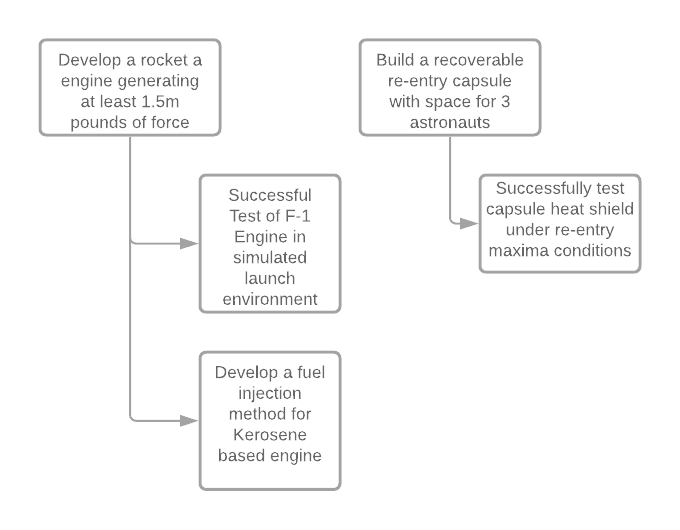 Develop a rocket a
engine generating
at least 1.5m
pounds of force
Build a recoverable
re-entry capsule
with space for 3
astronauts
Successful
Test of F-1
Engine in
simulated
launch
environment
Successfully test
capsule heat shield
under re-entry
maxima conditions
Develop a fuel
injection
method for
Kerosene
based engine